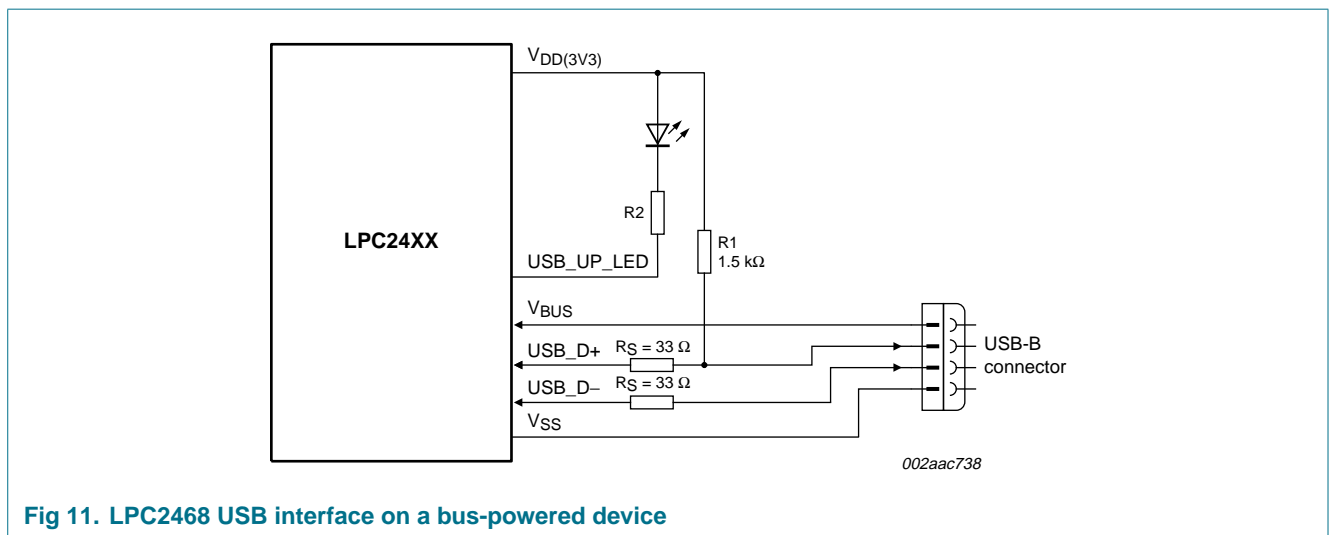 VDD(3V3)
R2
LPC24XX
R1
1.5 kΩ
USB_UP_LED
VBUS
USB_D+
RS = 33 Ω
USB_D−
RS = 33 Ω
VSS
USB-B
connector
002aac738
Fig 11. LPC2468 USB interface on a bus-powered device